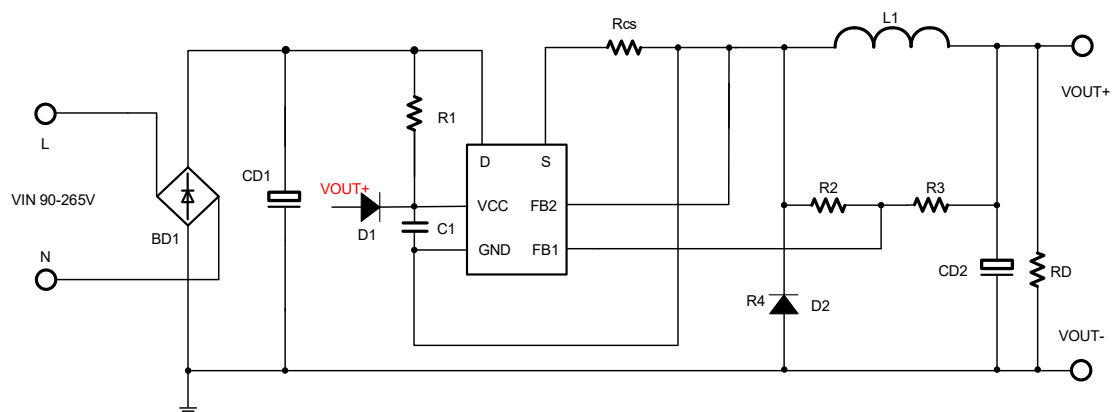 L1
Rcs
VOUT+
R1
L
D
S
CD1
VOUT+
R2
R3
VIN 90-265V
VCC
FB2
C1
D1
BD1
GND
FB1
N
CD2
RD
R4
D2
VOUT-